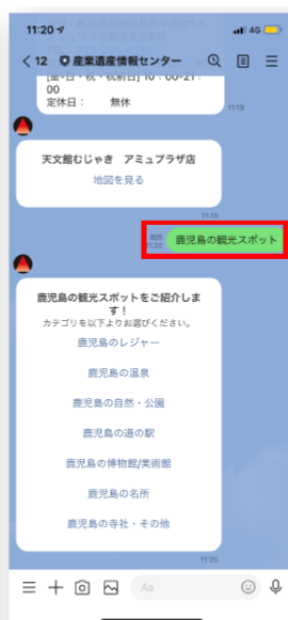 11:20
4G
12 産業遺産情報センター
[金・日・祝・祝前日] 10：00-21：
00
定休日： 無休
11:19
天文館むじゃき アミュプラザ店
地図を見る
11:19
既読
11:20
鹿児島の観光スポット
鹿児島の観光スポットをご紹介しま
す！
カテゴリを以下よりお選びください。
鹿児島のレジャー
鹿児島の温泉
鹿児島の自然・公園
鹿児島の道の駅
鹿児島の博物館/美術館
鹿児島の名所
鹿児島の寺社・その他
11:20
Aa